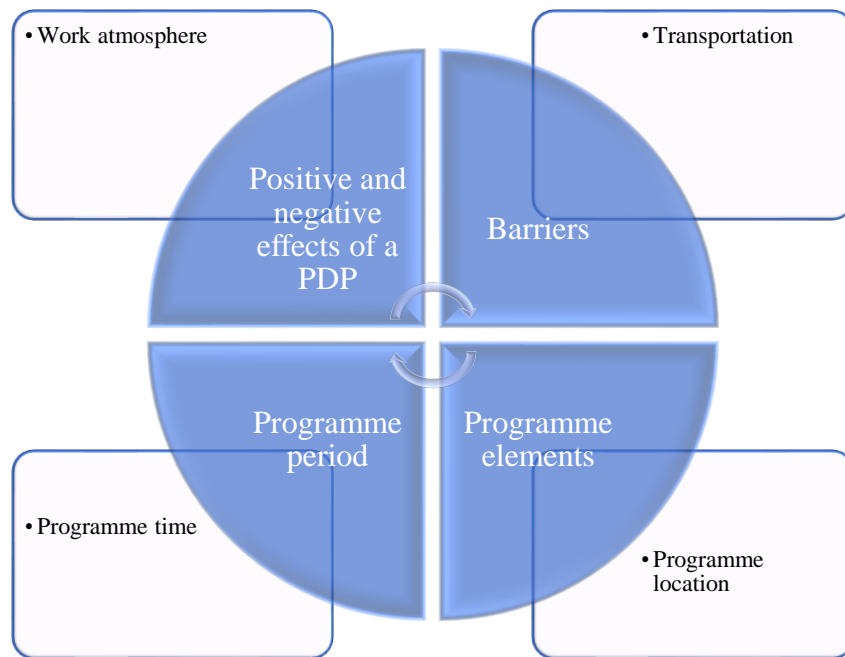 • Work atmosphere
• Transportation
Positive and
negative
effects of a
PDP
Barriers
Programme
period
Programme
elements
• Programme time
• Programme
location